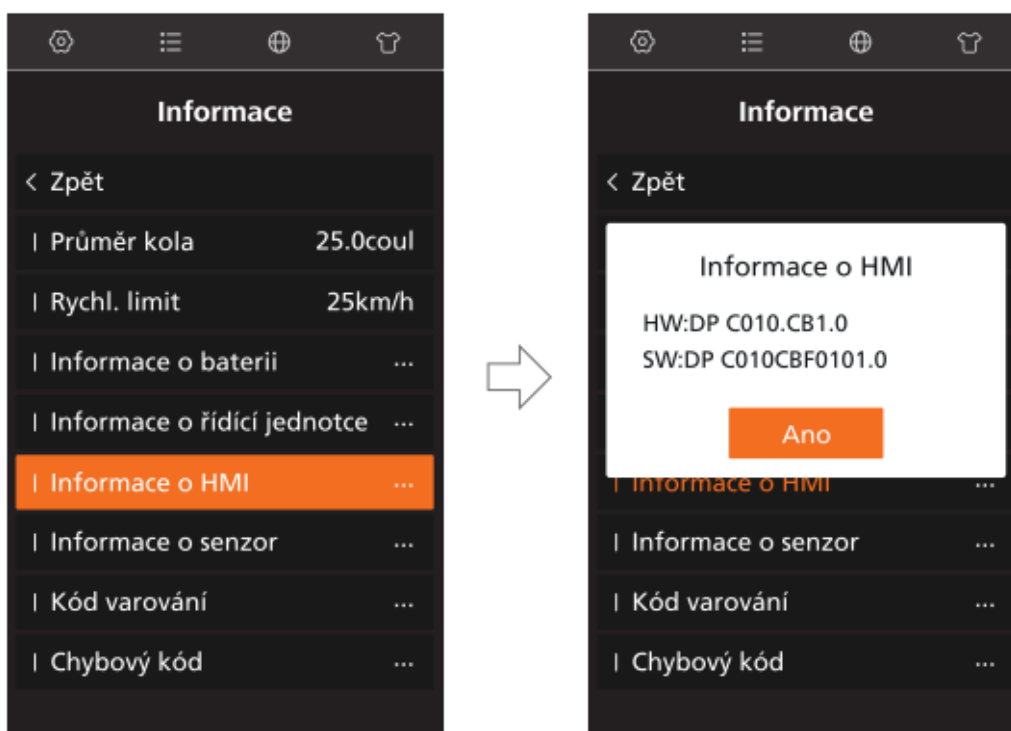 Informace
< Zpět
| Průměr kola 25.0coul
| Rychl. limit 25km/h
| Informace o baterii ...
| Informace o řídící jednotce ...
| Informace o HMI ...
| Informace o senzor ...
| Kód varování ...
| Chybový kód ...
Informace
< Zpět
Informace o HMI
HW:DP C010.CB1.0
SW:DP C010CBF0101.0
Ano
| Informace o HMI ...
| Informace o senzor ...
| Kód varování ...
| Chybový kód ...